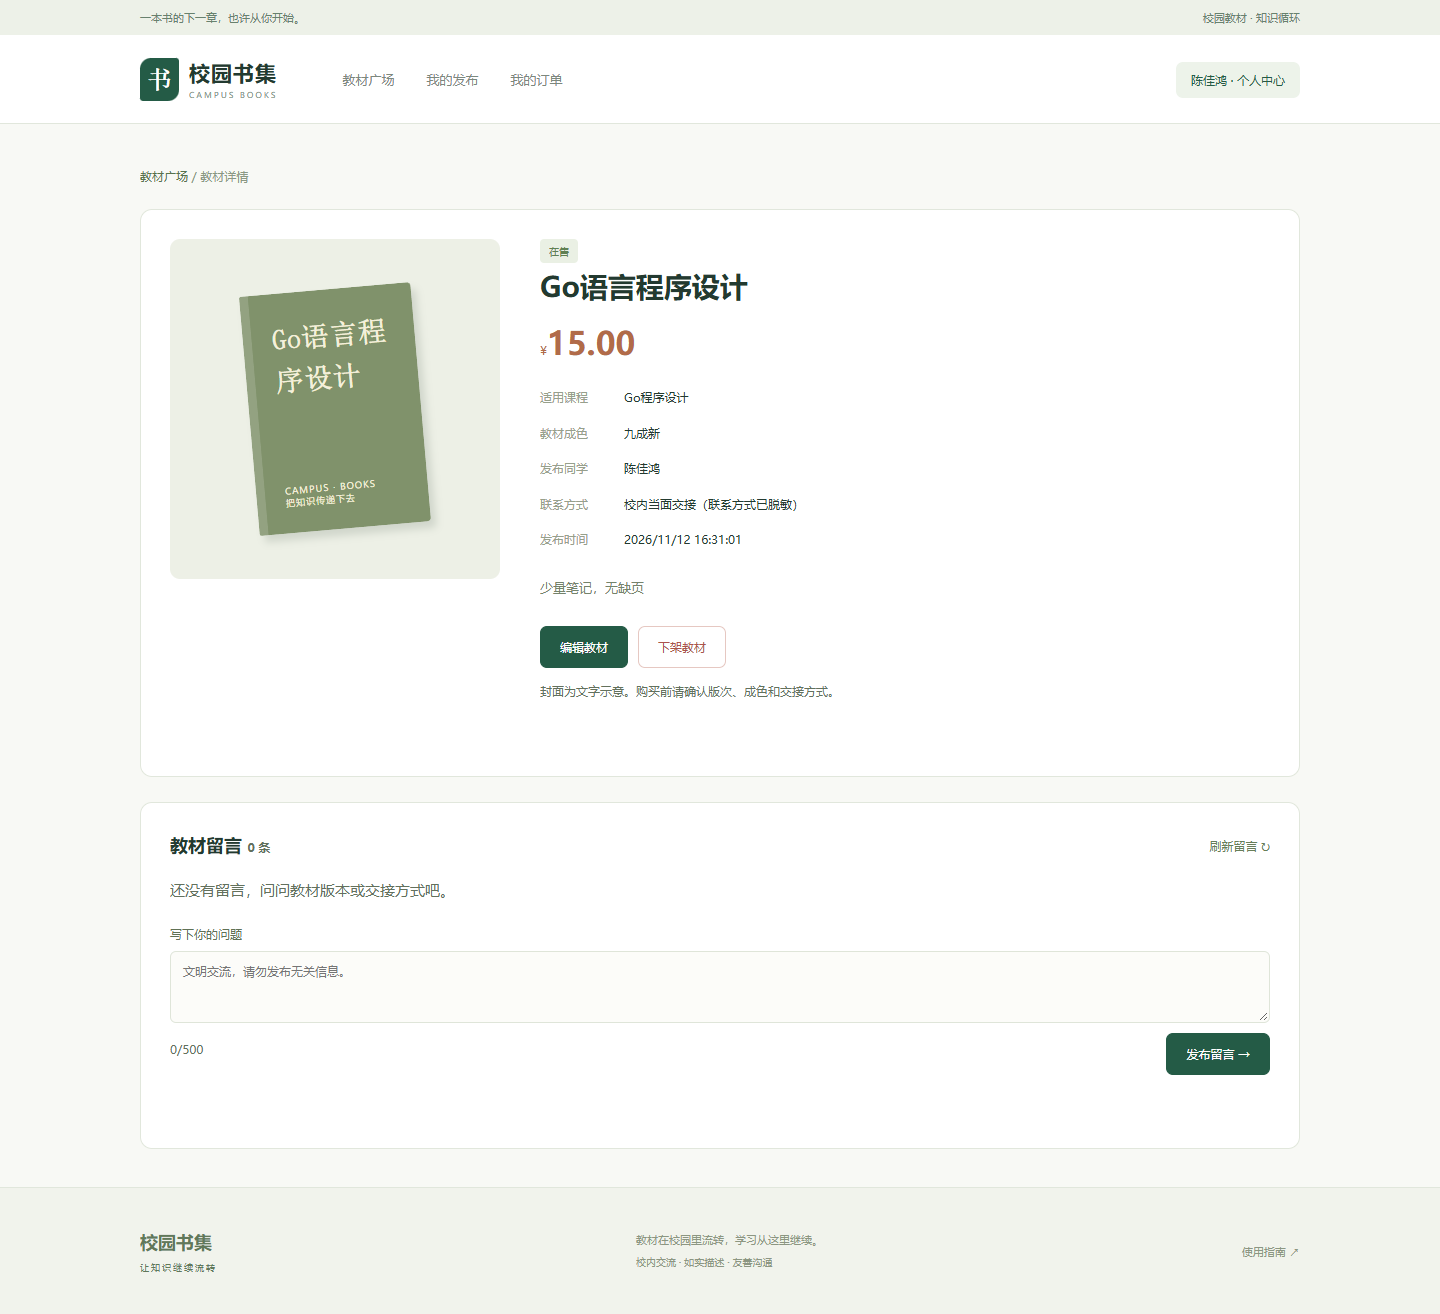 一本书的下一章，也许从你开始。
校园教材 · 知识循环
书
校园书集
CAMPUS BOOKS
教材广场
我的发布
我的订单
陈佳鸿 · 个人中心
教材广场 / 教材详情
Go语言程
序设计
CAMPUS · BOOKS
把知识传递下去
在售
Go语言程序设计
¥15.00
适用课程 Go程序设计
教材成色 九成新
发布同学 陈佳鸿
联系方式 校内当面交接（联系方式已脱敏）
发布时间 2026/11/12 16:31:01
少量笔记，无缺页
编辑教材
下架教材
封面为文字示意。购买前请确认版次、成色和交接方式。
教材留言 0 条
刷新留言 ↻
还没有留言，问问教材版本或交接方式吧。
写下你的问题
文明交流，请勿发布无关信息。
0/500
发布留言 →
校园书集
让知识继续流转
教材在校园里流转，学习从这里继续。
校内交流 · 如实描述 · 友善沟通
使用指南 ↗